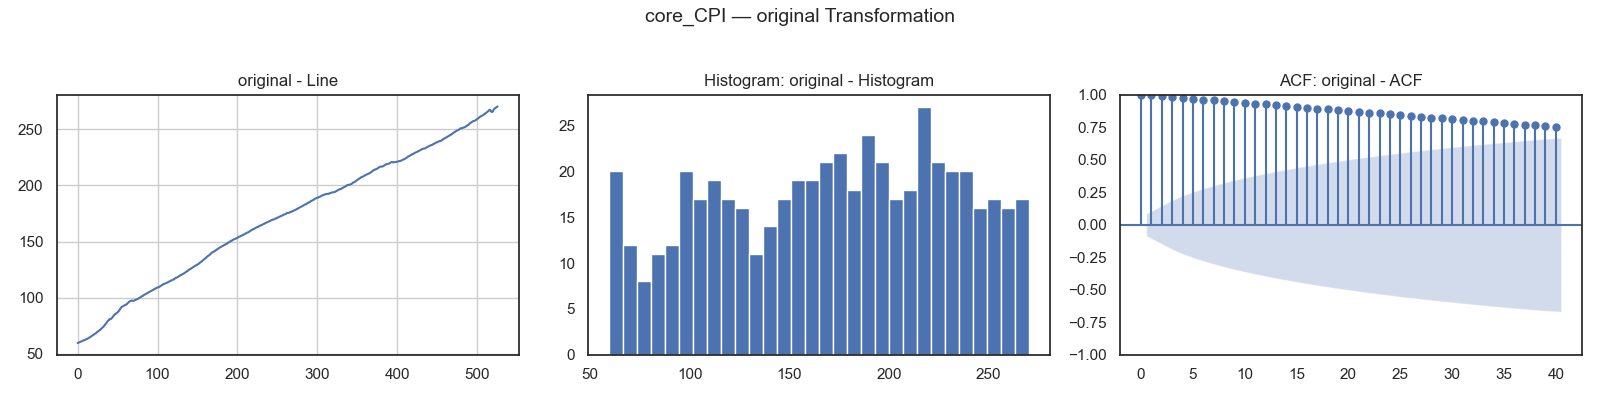 core_CPI — original Transformation
original - Line
250
200
150
100
50
0 100 200 300 400 500
Histogram: original - Histogram
25
20
15
10
5
0
50 100 150 200 250
ACF: original - ACF
1.00
0.75
0.50
0.25
0.00
−0.25
−0.50
−0.75
−1.00
0 5 10 15 20 25 30 35 40